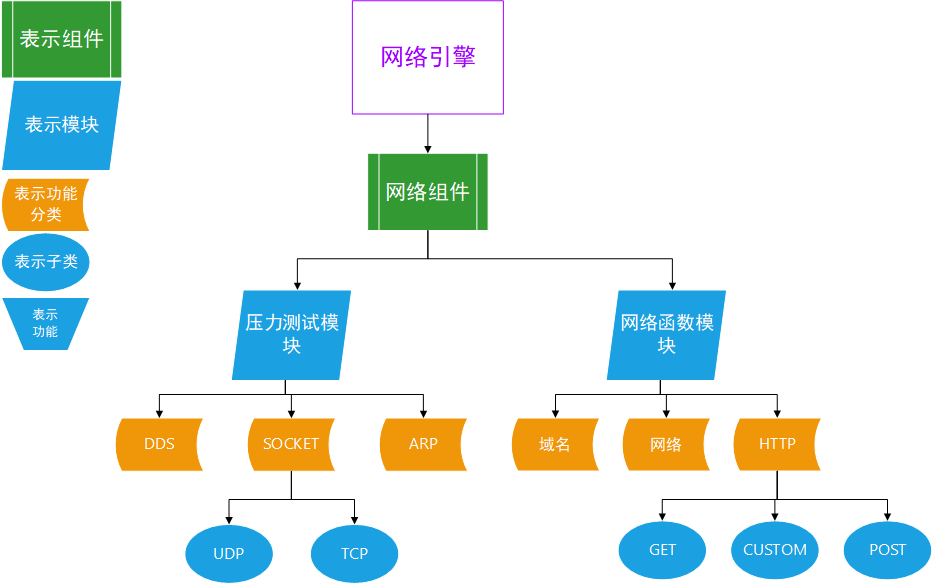 表示组件
表示模块
表示功能
分类
表示子类
表示
功能
网络引擎
网络组件
压力测试模
块
网络函数模
块
DDS
SOCKET
ARP
域名
网络
HTTP
UDP
TCP
GET
CUSTOM
POST